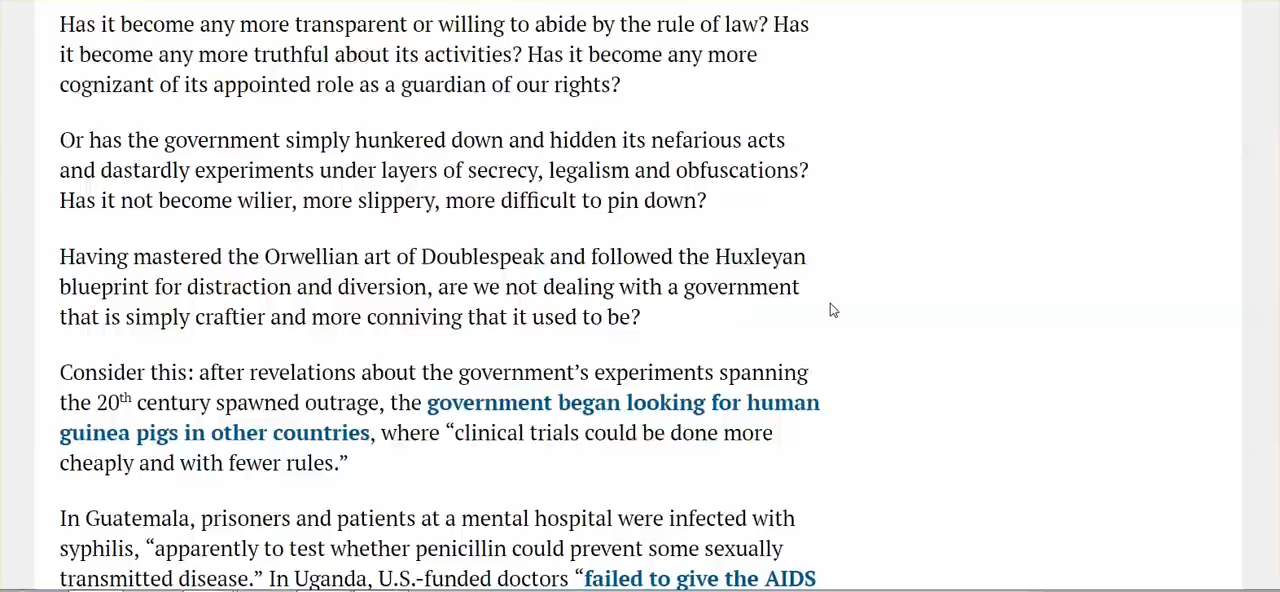 Has it become any more transparent or willing to abide by the rule of law? Has
it become any more truthful about its activities? Has it become any more
cognizant of its appointed role as a guardian of our rights?
Or has the government simply hunkered down and hidden its nefarious acts
and dastardly experiments under layers of secrecy, legalism and obfuscations?
Has it not become wilier, more slippery, more difficult to pin down?
Having mastered the Orwellian art of Doublespeak and followed the Huxleyan
blueprint for distraction and diversion, are we not dealing with a government
that is simply craftier and more conniving that it used to be?
Consider this: after revelations about the government’s experiments spanning
the 20th century spawned outrage, the government began looking for human
guinea pigs in other countries, where “clinical trials could be done more
cheaply and with fewer rules.”
In Guatemala, prisoners and patients at a mental hospital were infected with
syphilis, “apparently to test whether penicillin could prevent some sexually
transmitted disease.” In Uganda, U.S.-funded doctors “failed to give the AIDS